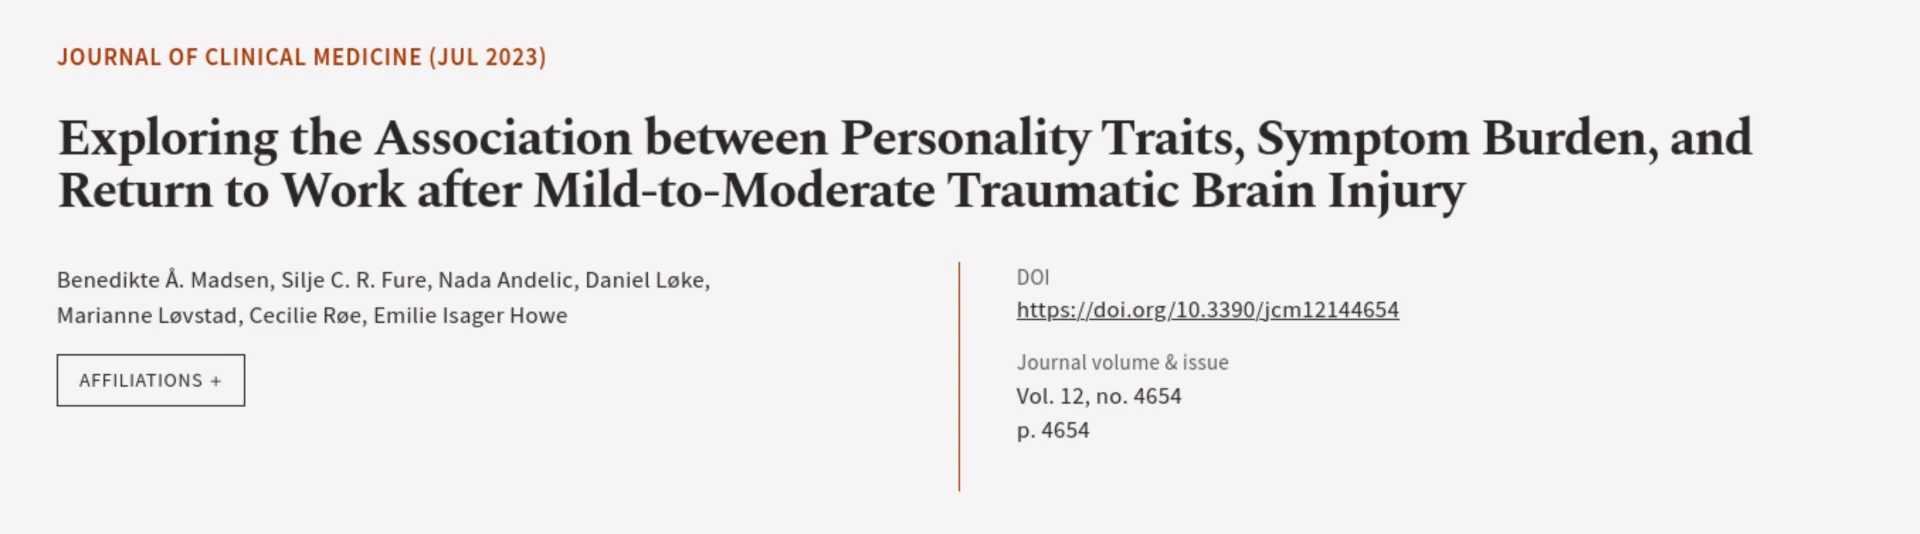 JOURNAL OF CLINICAL MEDICINE (JUL 2023)
Exploring the Association between Personality Traits, Symptom Burden, and
Return to Work after Mild-to-Moderate Traumatic Brain Injury
Benedikte Å. Madsen, Silje C. R. Fure, Nada Andelic, Daniel Løke,
Marianne Løvstad, Cecilie Røe, Emilie Isager Howe
AFFILIATIONS +
DOI
https://doi.org/10.3390/jcm12144654
Journal volume & issue
Vol. 12, no. 4654
p. 4654